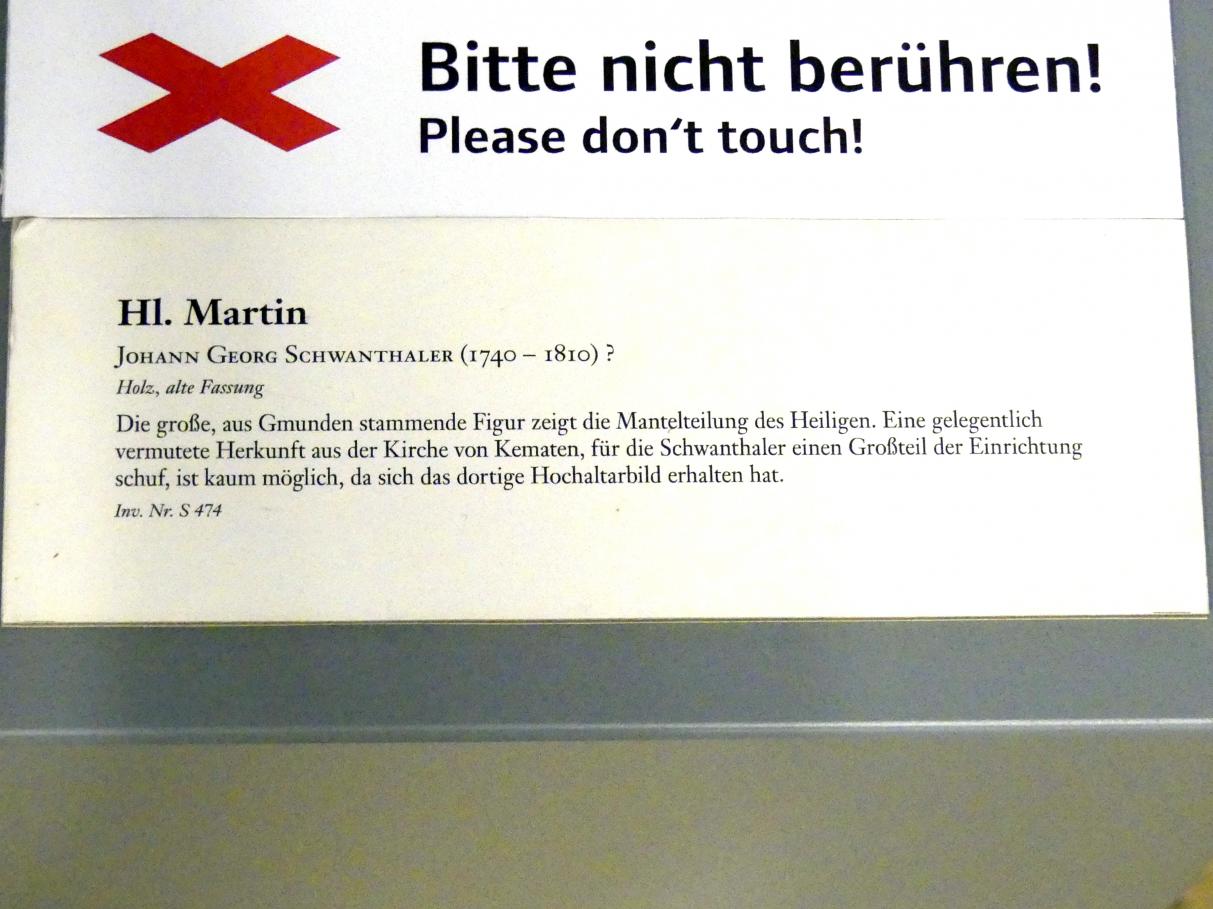 Bitte nicht berühren!
Please don‘t touch!
Hl. Martin
Johann Georg Schwanthaler (1740 – 1810) ?
Holz, alte Fassung
Die große, aus Gmunden stammende Figur zeigt die Mantelteilung des Heiligen. Eine gelegentlich
vermutete Herkunft aus der Kirche von Kematen, für die Schwanthaler einen Großteil der Einrichtung
schuf, ist kaum möglich, da sich das dortige Hochaltarbild erhalten hat.
Inv. Nr. S 474